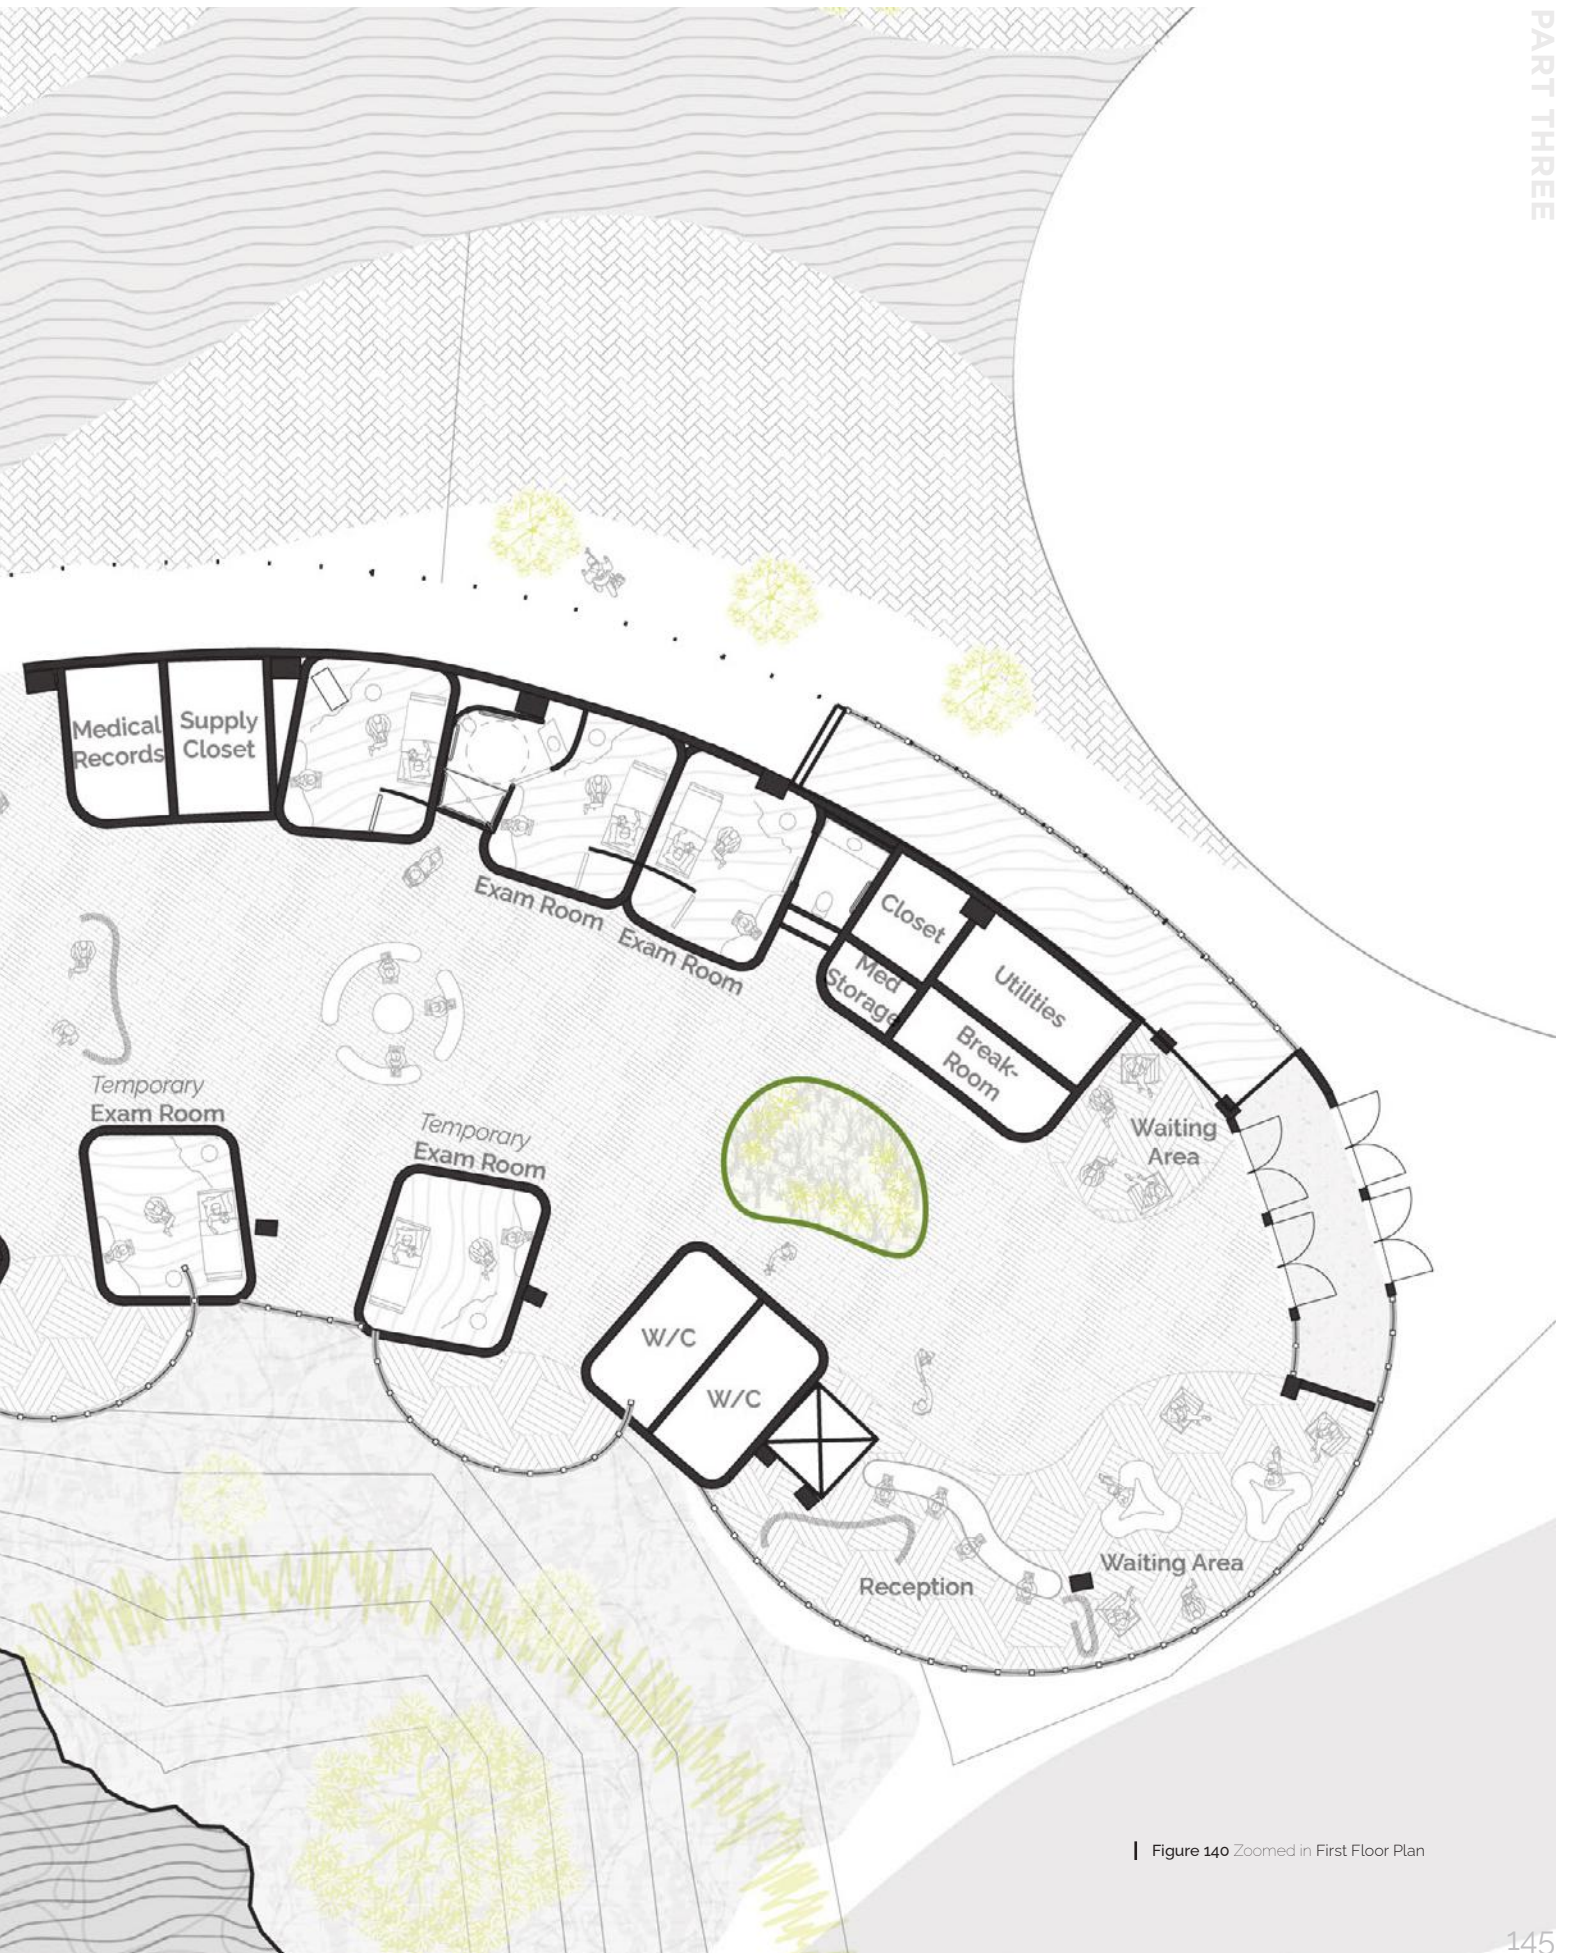 PART THREE
Medical
Records
Supply
Closet
Exam Room
Exam Room
Closet
Med
Storage
Utilities
Break-
Room
Temporary
Exam Room
Temporary
Exam Room
Waiting
Area
W/C
W/C
Reception
Waiting Area
Figure 140 Zoomed in First Floor Plan
145